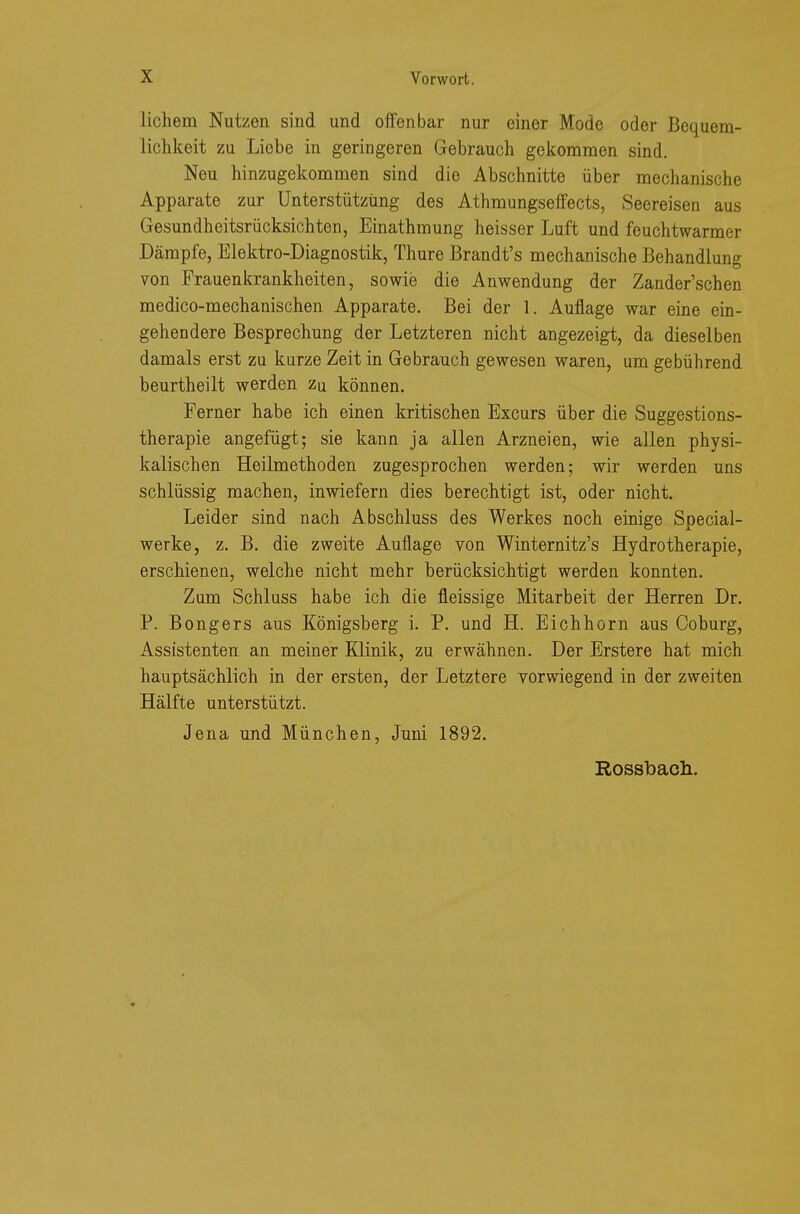 X Vorwort.
lichem Nutzen sind und offenbar nur einer Mode oder Bequem-
lichkeit zu Liebe in geringeren Gebrauch gekommen sind.
Neu hinzugekommen sind die Abschnitte über mechanische
Apparate zur Unterstützung des Athmungseffects, Seereisen aus
Gesundheitsrücksichten, Einathmung heisser Luft und feuchtwarmer
Dämpfe, Elektro-Diagnostik, Thure Brandt's mechanische Behandlung
von Frauenkrankheiten, sowie die Anwendung der Zander'schen
medico-mechanischen Apparate. Bei der 1. Auflage war eine ein-
gehendere Besprechung der Letzteren nicht angezeigt, da dieselben
damals erst zu kurze Zeit in Gebrauch gewesen waren, um gebührend
beurtheilt werden zu können.
Ferner habe ich einen kritischen Excurs über die Suggestions-
therapie angefügt; sie kann ja allen Arzneien, wie allen physi-
kalischen Heilmethoden zugesprochen werden; wir werden uns
schlüssig machen, inwiefern dies berechtigt ist, oder nicht.
Leider sind nach Abschluss des Werkes noch einige Special-
werke, z. B. die zweite Auflage von Winternitz's Hydrotherapie,
erschienen, welche nicht mehr berücksichtigt werden konnten.
Zum Schluss habe ich die fleissige Mitarbeit der Herren Dr.
P. Bongers aus Königsberg i. P. und H. Eichhorn aus Coburg,
Assistenten an meiner Klinik, zu erwähnen. Der Erstere hat mich
hauptsächlich in der ersten, der Letztere vorwiegend in der zweiten
Hälfte unterstützt.
Jena und München, Juni 1892.
Rossbach.